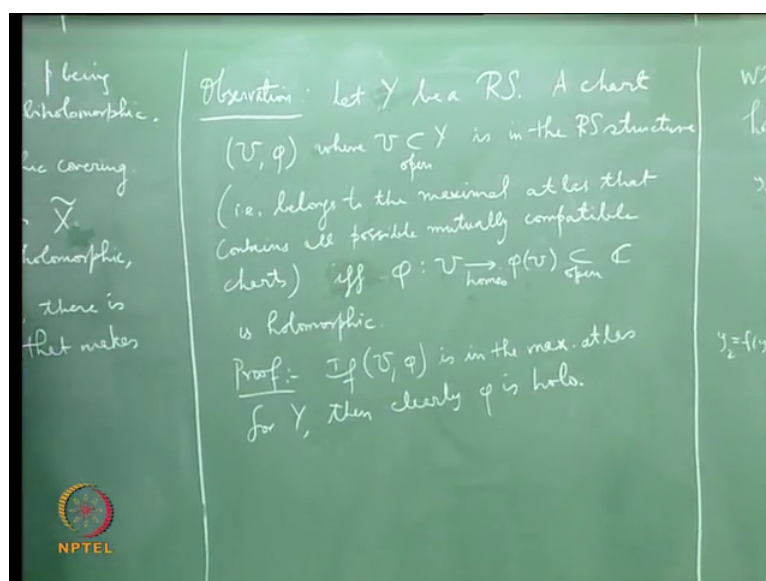 p being
biholomorphic.
covering.
X̃
holomorphic,
there is
that makes
Observation: Let Y be a RS. A chart
(U, φ) where U ⊂ Y is in the RS structure
open
(i.e. belongs to the maximal atlas that
contains all possible mutually compatible
charts) iff φ : U → φ(U) ⊂ ℂ
homeo open
is holomorphic.
Proof:- If (U, φ) is in the max. atlas
for Y, then clearly φ is holo.
y₂ = f(y
NPTEL